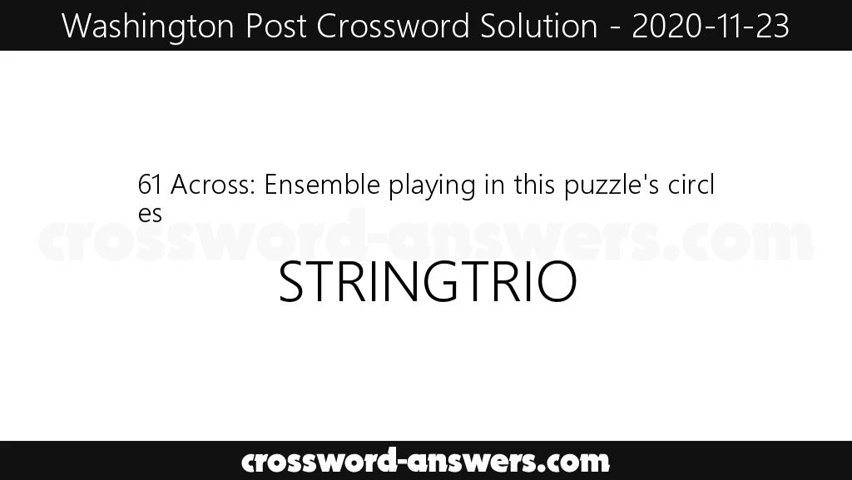 Washington Post Crossword Solution - 2020-11-23
61 Across: Ensemble playing in this puzzle's circl
es
crossword-answers.com
STRINGTRIO
crossword-answers.com